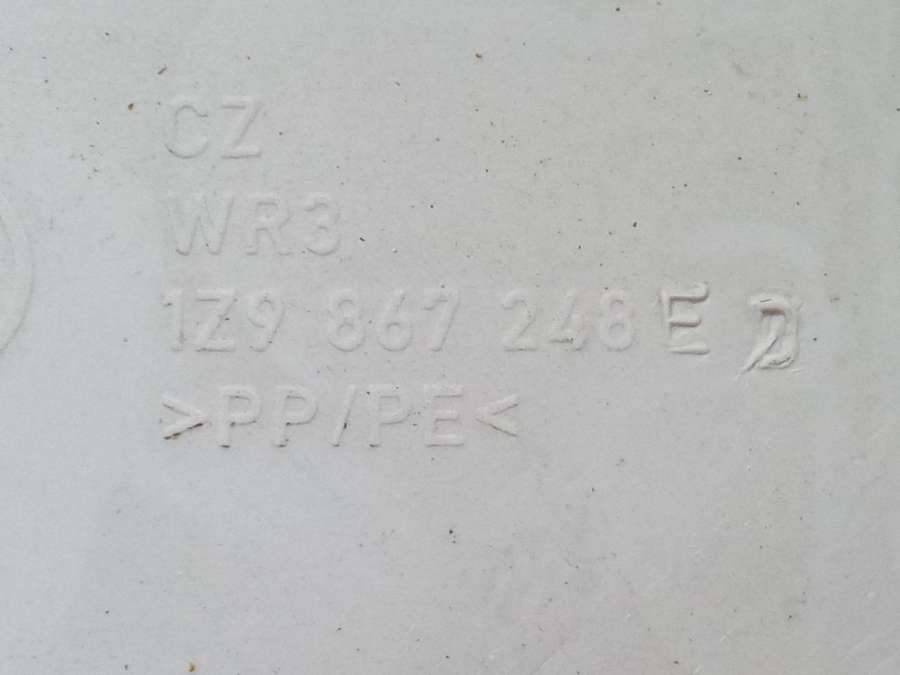 CZ
WR3
1Z9 867 248 E D
>PP/PE<